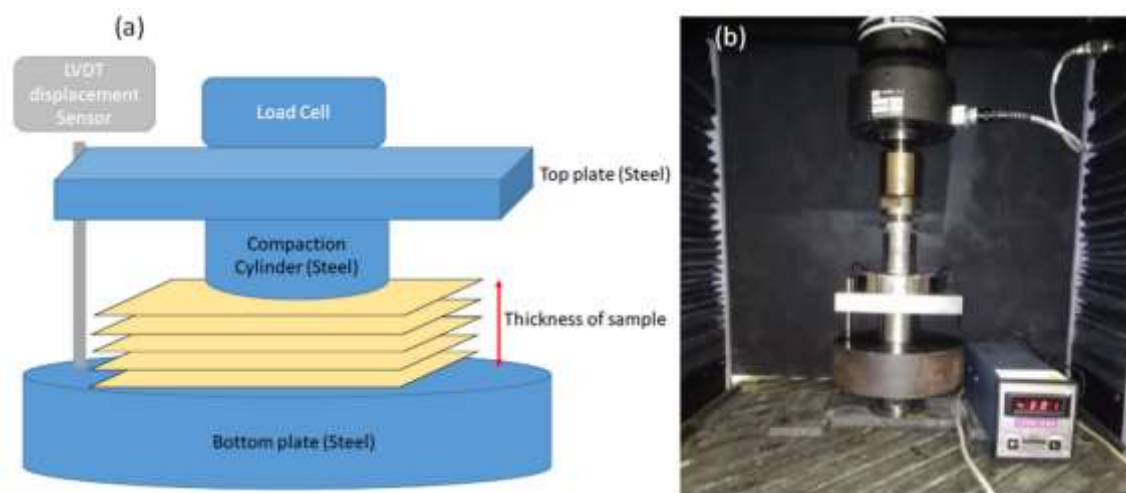 (a)
LVDT
displacement
Sensor
Load Cell
Top plate (Steel)
Compaction
Cylinder (Steel)
Thickness of sample
Bottom plate (Steel)
(b)